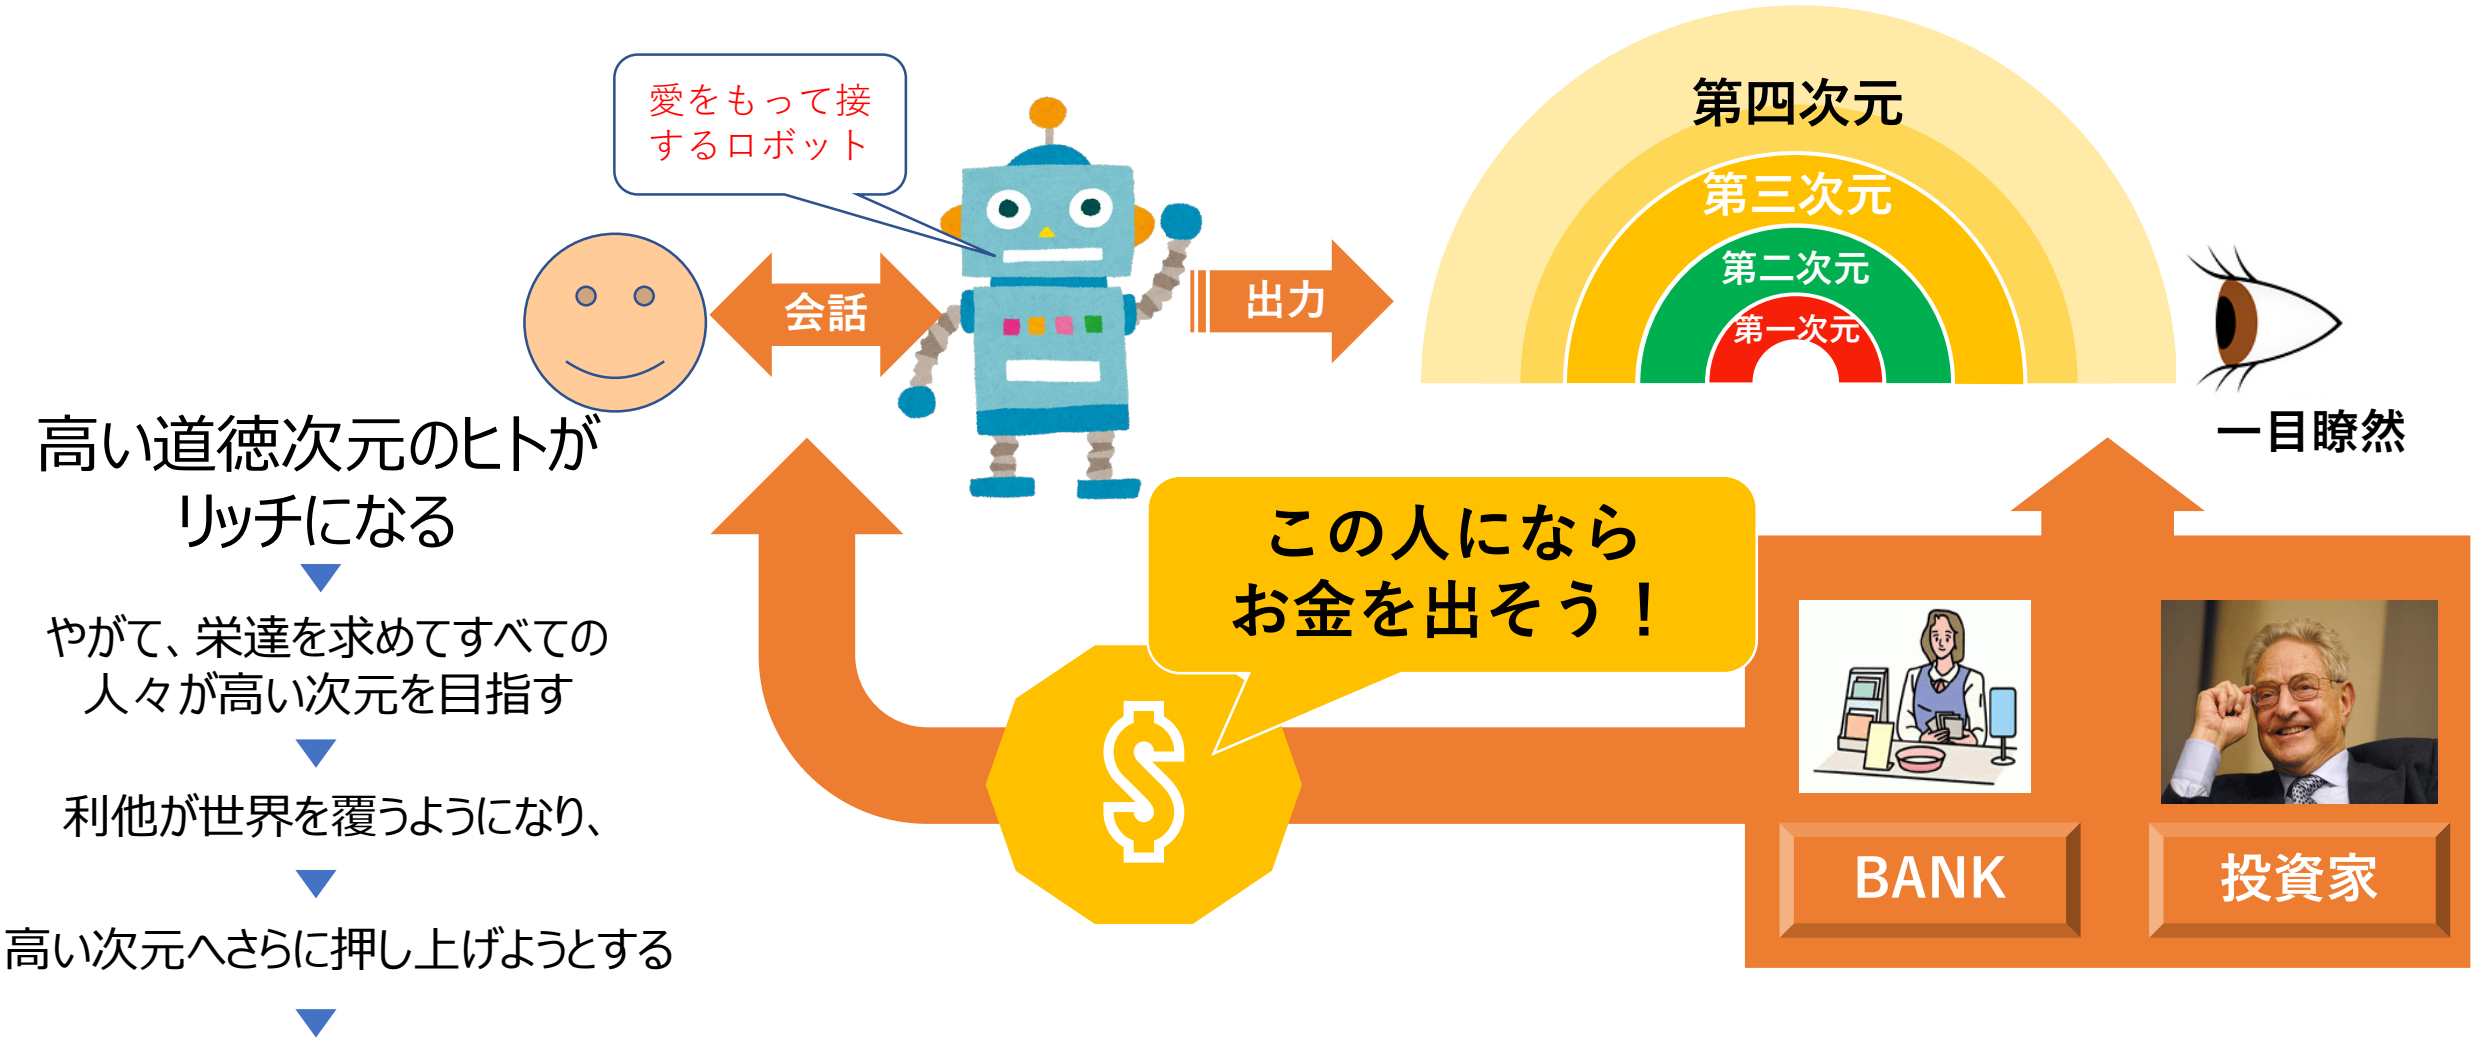 愛をもって接
するロボット
会話
出力
第四次元
第三次元
第二次元
第一次元
一目瞭然
高い道徳次元のヒトが
リッチになる
やがて、栄達を求めてすべての
人々が高い次元を目指す
利他が世界を覆うようになり、
高い次元へさらに押し上げようとする
この人になら
お金を出そう！
$
BANK
投資家